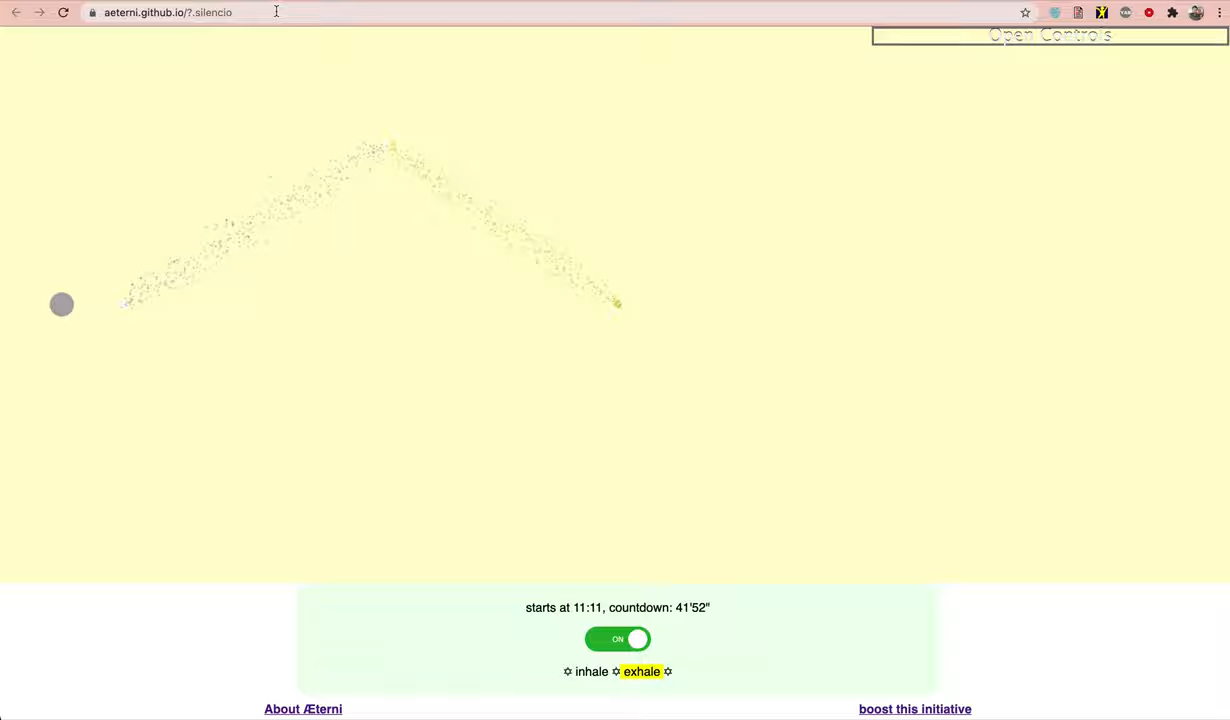 aeterni.github.io/?.silencio
Open Controls
starts at 11:11, countdown: 41'52"
ON
✡ inhale ✡ exhale ✡
About Æterni
boost this initiative